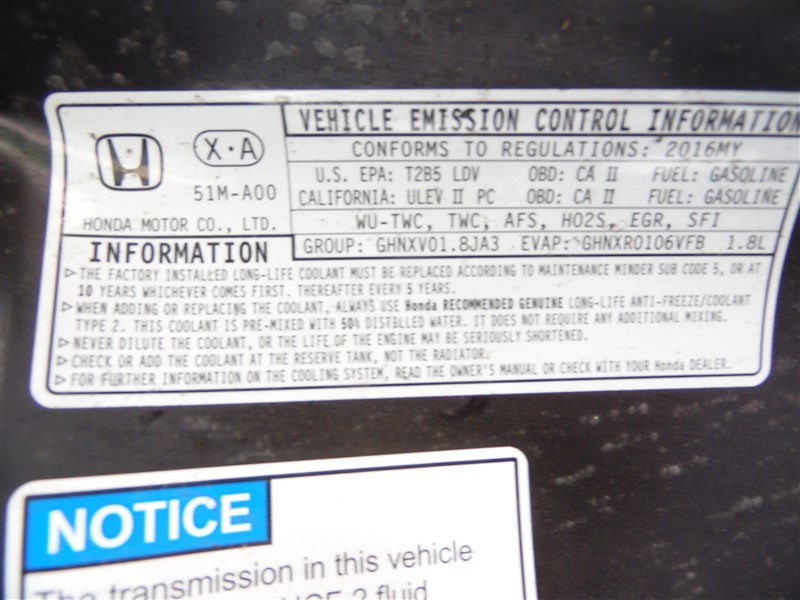 VEHICLE EMISSION CONTROL INFORMATION
X·A
CONFORMS TO REGULATIONS: 2016MY
U.S. EPA: T2B5 LDV OBD: CA II FUEL: GASOLINE
51M-A00
CALIFORNIA: ULEV II PC OBD: CA II FUEL: GASOLINE
HONDA MOTOR CO., LTD.
WU-TWC, TWC, AFS, HO2S, EGR, SFI
INFORMATION
GROUP: GHNXV01.8JA3 EVAP: GHNXR0106VFB 1.8L
▷THE FACTORY INSTALLED LONG-LIFE COOLANT MUST BE REPLACED ACCORDING TO MAINTENANCE MINDER SUB CODE 5, OR AT
10 YEARS WHICHEVER COMES FIRST. THEREAFTER EVERY 5 YEARS.
▷WHEN ADDING OR REPLACING THE COOLANT, ALWAYS USE Honda RECOMMENDED GENUINE LONG-LIFE ANTI-FREEZE/COOLANT
TYPE 2. THIS COOLANT IS PRE-MIXED WITH 50% DISTILLED WATER. IT DOES NOT REQUIRE ANY ADDITIONAL MIXING.
▷NEVER DILUTE THE COOLANT, OR THE LIFE OF THE ENGINE MAY BE SERIOUSLY SHORTENED.
▷CHECK OR ADD THE COOLANT AT THE RESERVE TANK, NOT THE RADIATOR.
▷FOR FURTHER INFORMATION ON THE COOLING SYSTEM, READ THE OWNER'S MANUAL OR CHECK WITH YOUR Honda DEALER.
NOTICE
The transmission in this vehicle
2 fluid